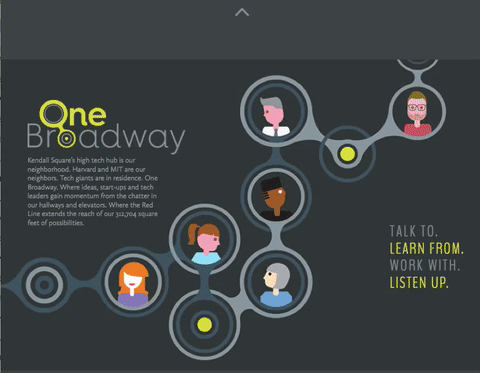 One
Broadway
Kendall Square's high tech hub is our
neighborhood. Harvard and MIT are our
neighbors. Tech giants are in residence. One
Broadway. Where ideas, start-ups and tech
leaders gain momentum from the chatter in
our hallways and elevators. Where the Red
Line extends the reach of our 312,704 square
feet of possibilities.
TALK TO.
LEARN FROM.
WORK WITH.
LISTEN UP.